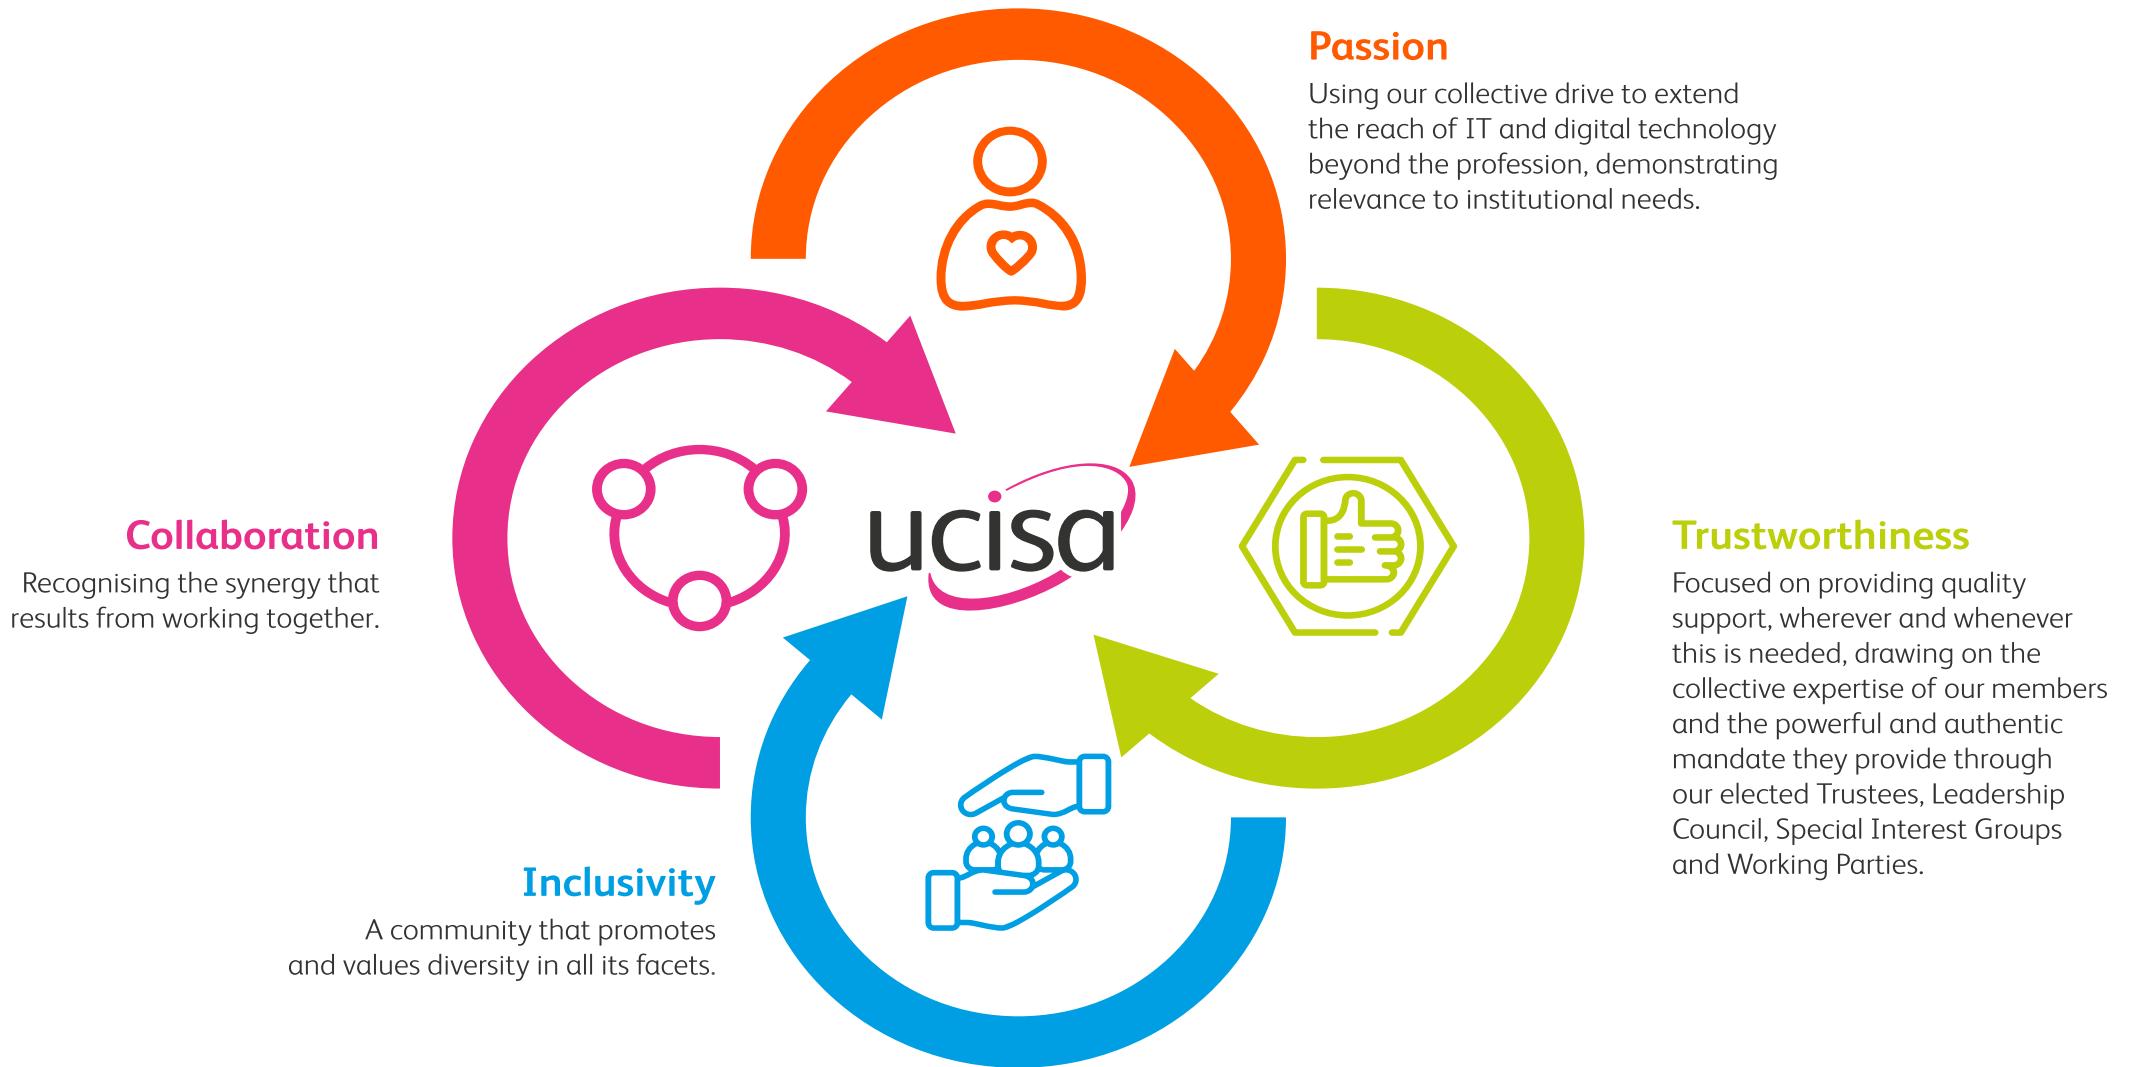 Passion
Using our collective drive to extend
the reach of IT and digital technology
beyond the profession, demonstrating
relevance to institutional needs.
Collaboration
Recognising the synergy that
results from working together.
ucisa
Trustworthiness
Focused on providing quality
support, wherever and whenever
this is needed, drawing on the
collective expertise of our members
and the powerful and authentic
mandate they provide through
our elected Trustees, Leadership
Council, Special Interest Groups
and Working Parties.
Inclusivity
A community that promotes
and values diversity in all its facets.